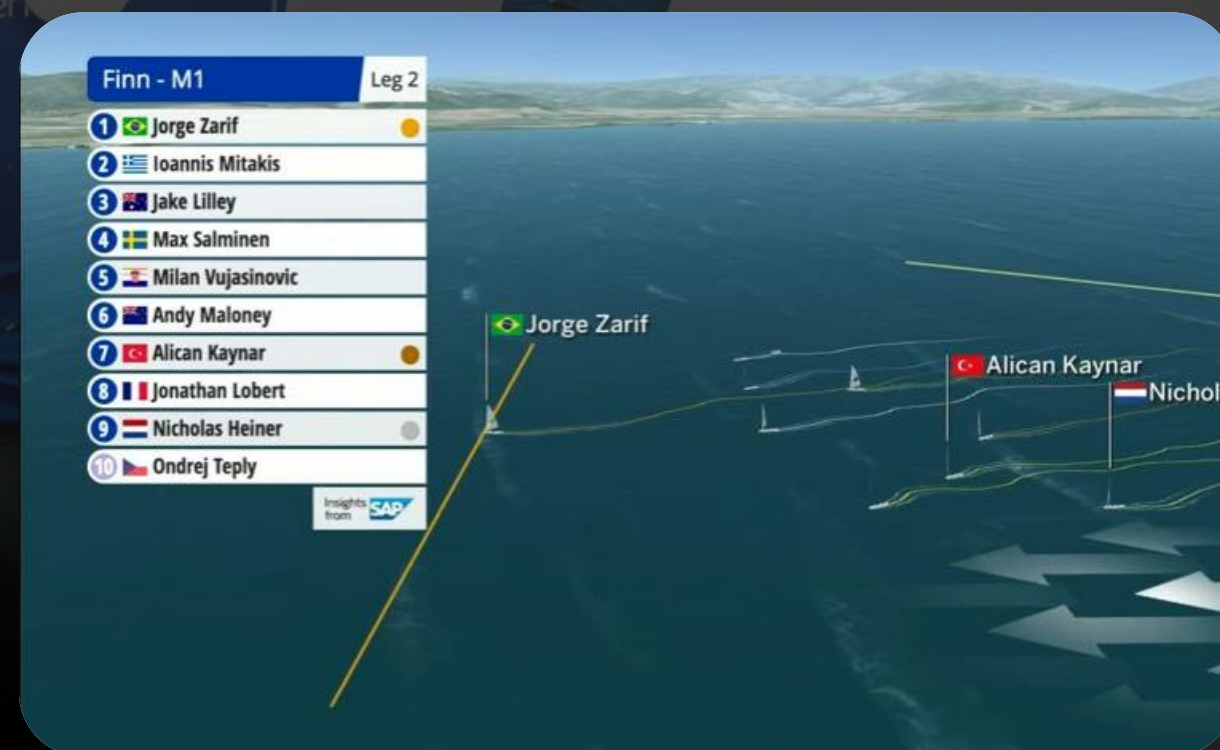 Finn - M1 Leg 2
1 Jorge Zarif
2 Ioannis Mitakis
3 Jake Lilley
4 Max Salminen
5 Milan Vujasinovic
6 Andy Maloney
7 Alican Kaynar
8 Jonathan Lobert
9 Nicholas Heiner
10 Ondrej Teply
Insights
from SAP
Jorge Zarif
Alican Kaynar
Nichol